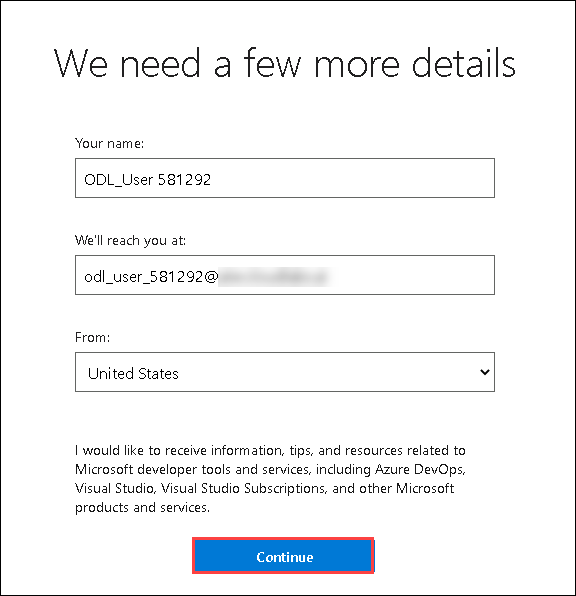 We need a few more details
Your name:
ODL_User 581292
We'll reach you at:
odl_user_581292@
From:
United States
I would like to receive information, tips, and resources related to
Microsoft developer tools and services, including Azure DevOps,
Visual Studio, Visual Studio Subscriptions, and other Microsoft
products and services.
Continue